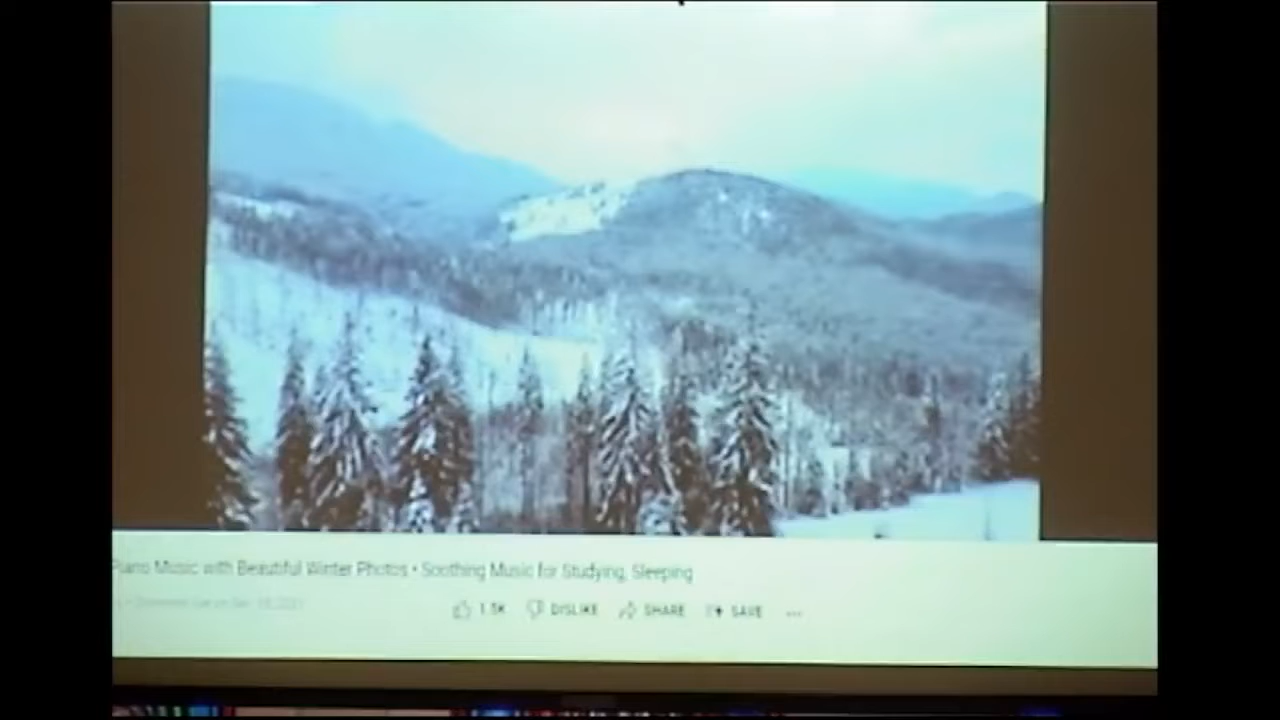 Piano Music with Beautiful Winter Photos • Soothing Music for Studying, Sleeping
1.5K DISLIKE SHARE SAVE ...